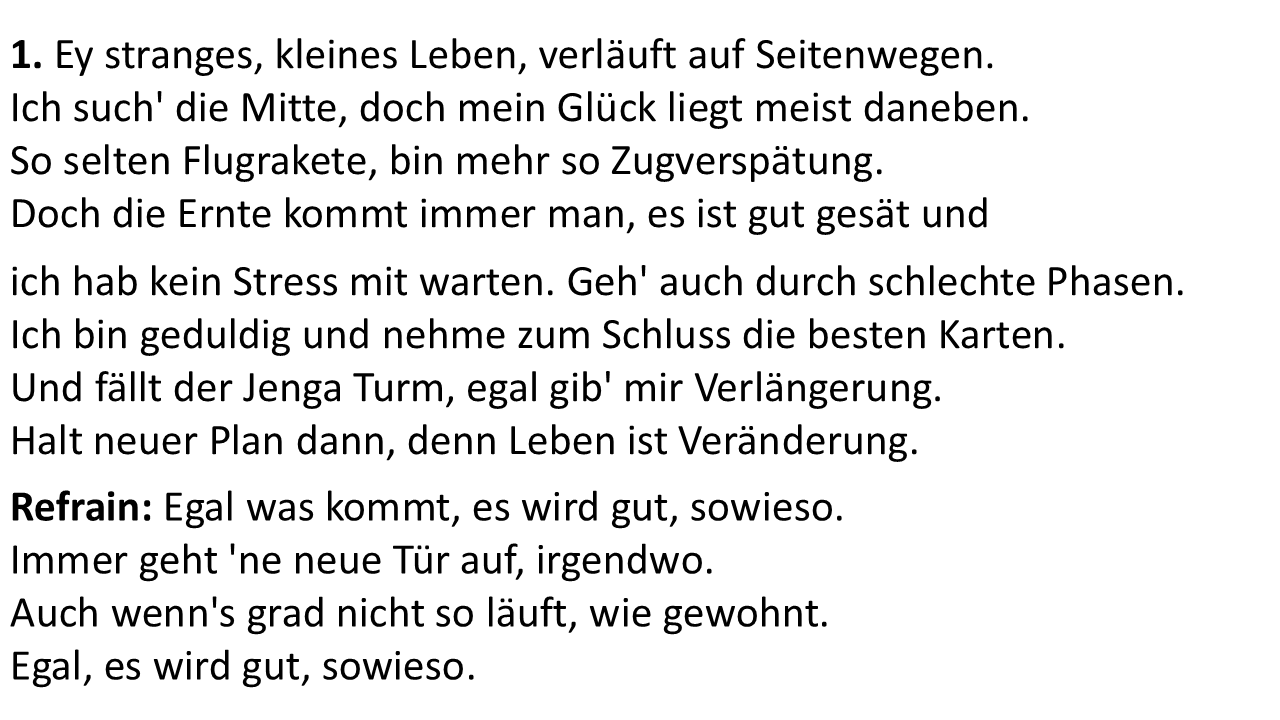 1. Ey stranges, kleines Leben, verläuft auf Seitenwegen.
Ich such' die Mitte, doch mein Glück liegt meist daneben.
So selten Flugrakete, bin mehr so Zugverspätung.
Doch die Ernte kommt immer man, es ist gut gesät und
ich hab kein Stress mit warten. Geh' auch durch schlechte Phasen.
Ich bin geduldig und nehme zum Schluss die besten Karten.
Und fällt der Jenga Turm, egal gib' mir Verlängerung.
Halt neuer Plan dann, denn Leben ist Veränderung.
Refrain: Egal was kommt, es wird gut, sowieso.
Immer geht 'ne neue Tür auf, irgendwo.
Auch wenn's grad nicht so läuft, wie gewohnt.
Egal, es wird gut, sowieso.